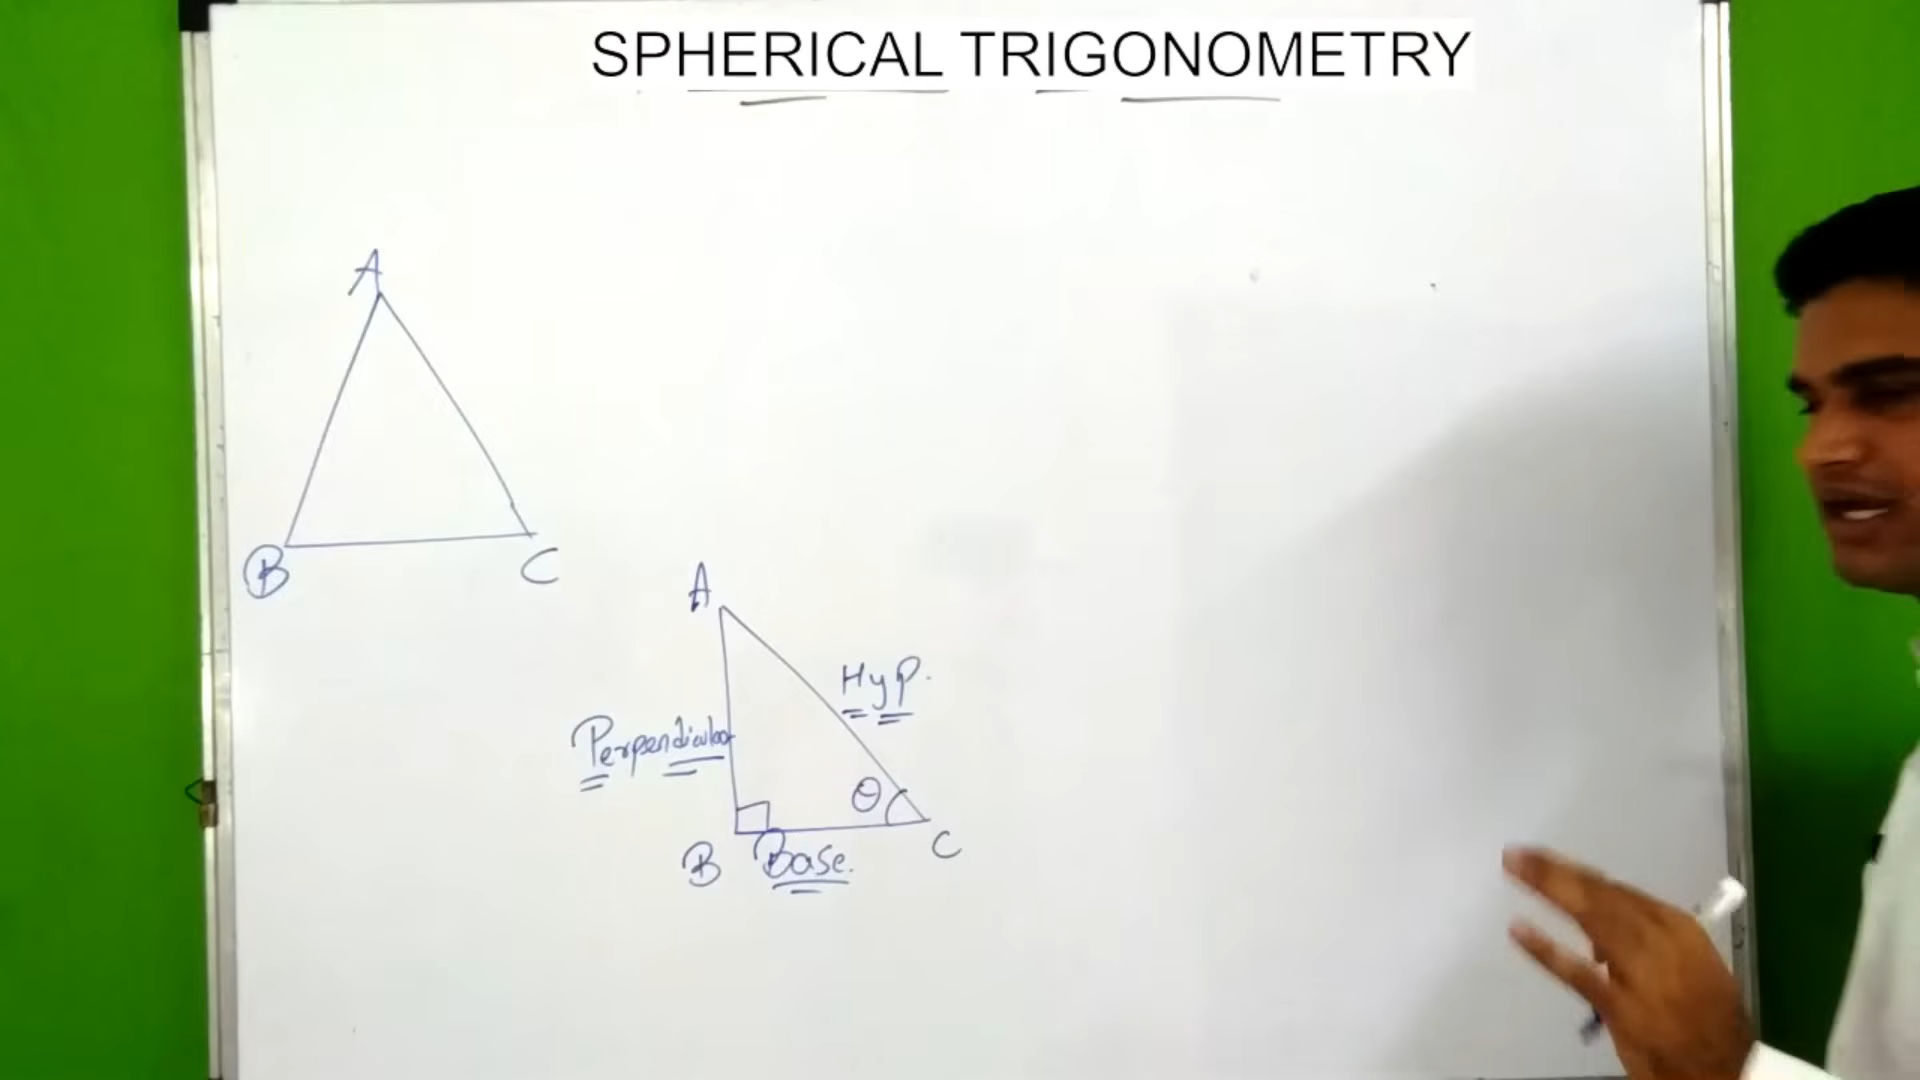 SPHERICAL TRIGONOMETRY
A
B
C
A
Hyp.
Perpendicular
θ
B
Base.
C